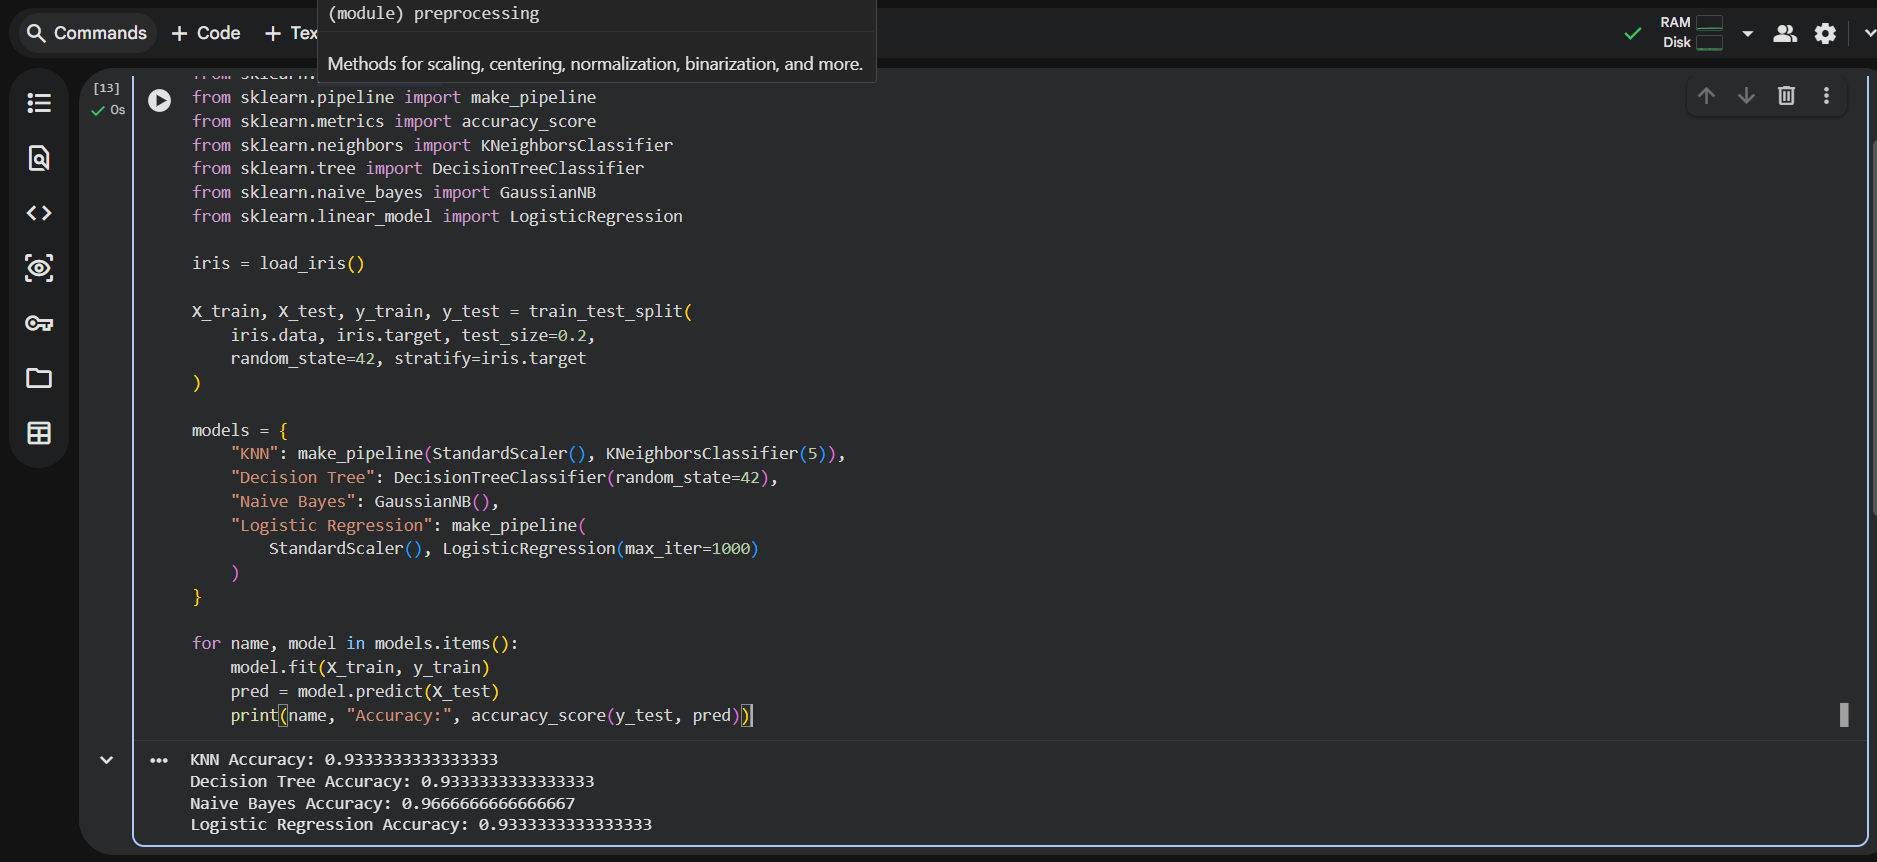 (module) preprocessing
Commands + Code + Tex
RAM
Disk
Methods for scaling, centering, normalization, binarization, and more.
[13]
0s
from sklearn.pipeline import make_pipeline
from sklearn.metrics import accuracy_score
from sklearn.neighbors import KNeighborsClassifier
from sklearn.tree import DecisionTreeClassifier
from sklearn.naive_bayes import GaussianNB
from sklearn.linear_model import LogisticRegression
iris = load_iris()
X_train, X_test, y_train, y_test = train_test_split(
    iris.data, iris.target, test_size=0.2,
    random_state=42, stratify=iris.target
)
models = {
    "KNN": make_pipeline(StandardScaler(), KNeighborsClassifier(5)),
    "Decision Tree": DecisionTreeClassifier(random_state=42),
    "Naive Bayes": GaussianNB(),
    "Logistic Regression": make_pipeline(
        StandardScaler(), LogisticRegression(max_iter=1000)
    )
}
for name, model in models.items():
    model.fit(X_train, y_train)
    pred = model.predict(X_test)
    print(name, "Accuracy:", accuracy_score(y_test, pred))
KNN Accuracy: 0.9333333333333333
Decision Tree Accuracy: 0.9333333333333333
Naive Bayes Accuracy: 0.9666666666666667
Logistic Regression Accuracy: 0.9333333333333333